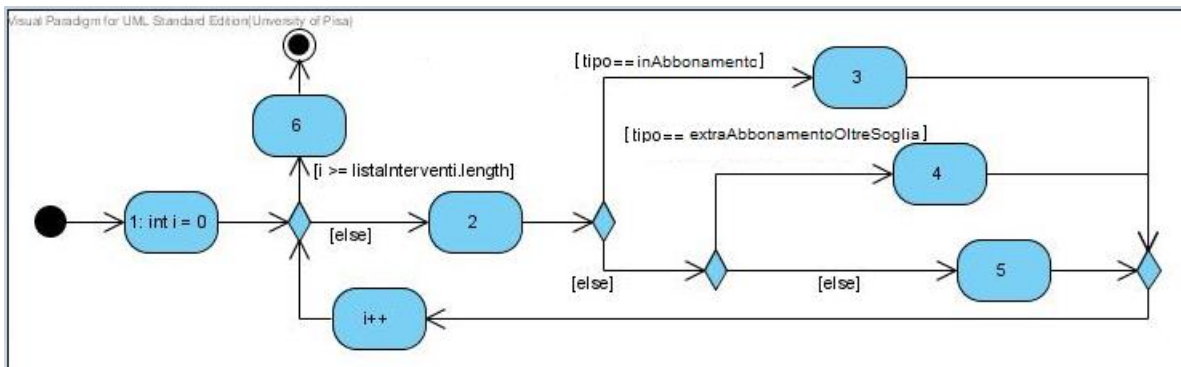 Visual Paradigm for UML Standard Edition(Unversity of Pisa)
[tipo== inAbbonamento]
3
6
[tipo== extraAbbonamentoOltreSoglia]
[i >= listaInterventi.length]
4
1: int i = 0
2
[else]
[else]
[else]
5
i++